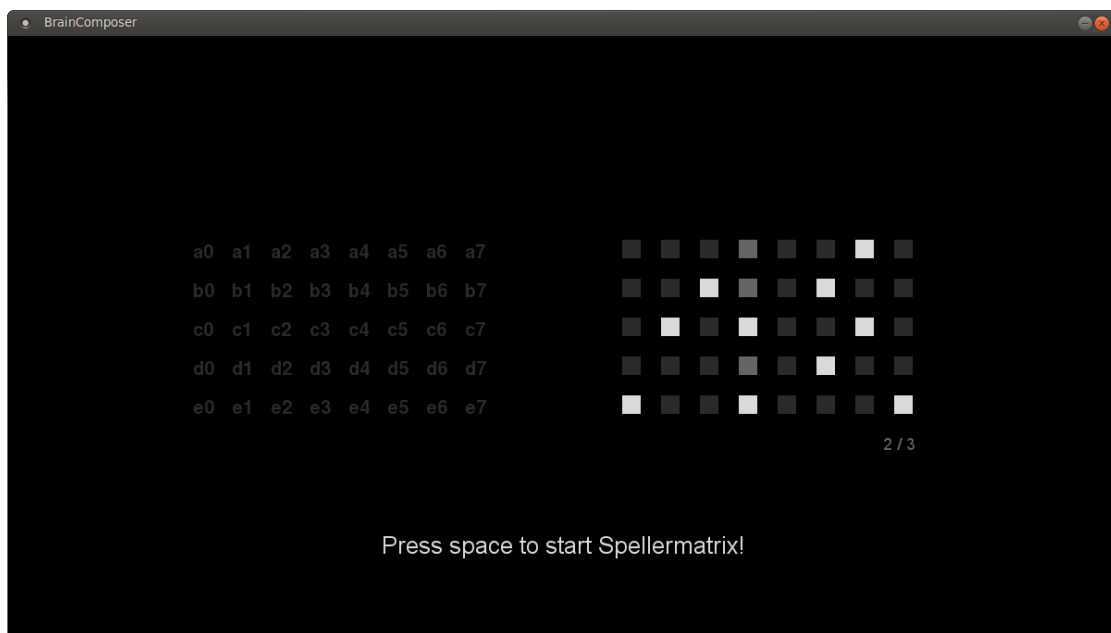 BrainComposer
a0 a1 a2 a3 a4 a5 a6 a7
b0 b1 b2 b3 b4 b5 b6 b7
c0 c1 c2 c3 c4 c5 c6 c7
d0 d1 d2 d3 d4 d5 d6 d7
e0 e1 e2 e3 e4 e5 e6 e7
2 / 3
Press space to start Spellermatrix!